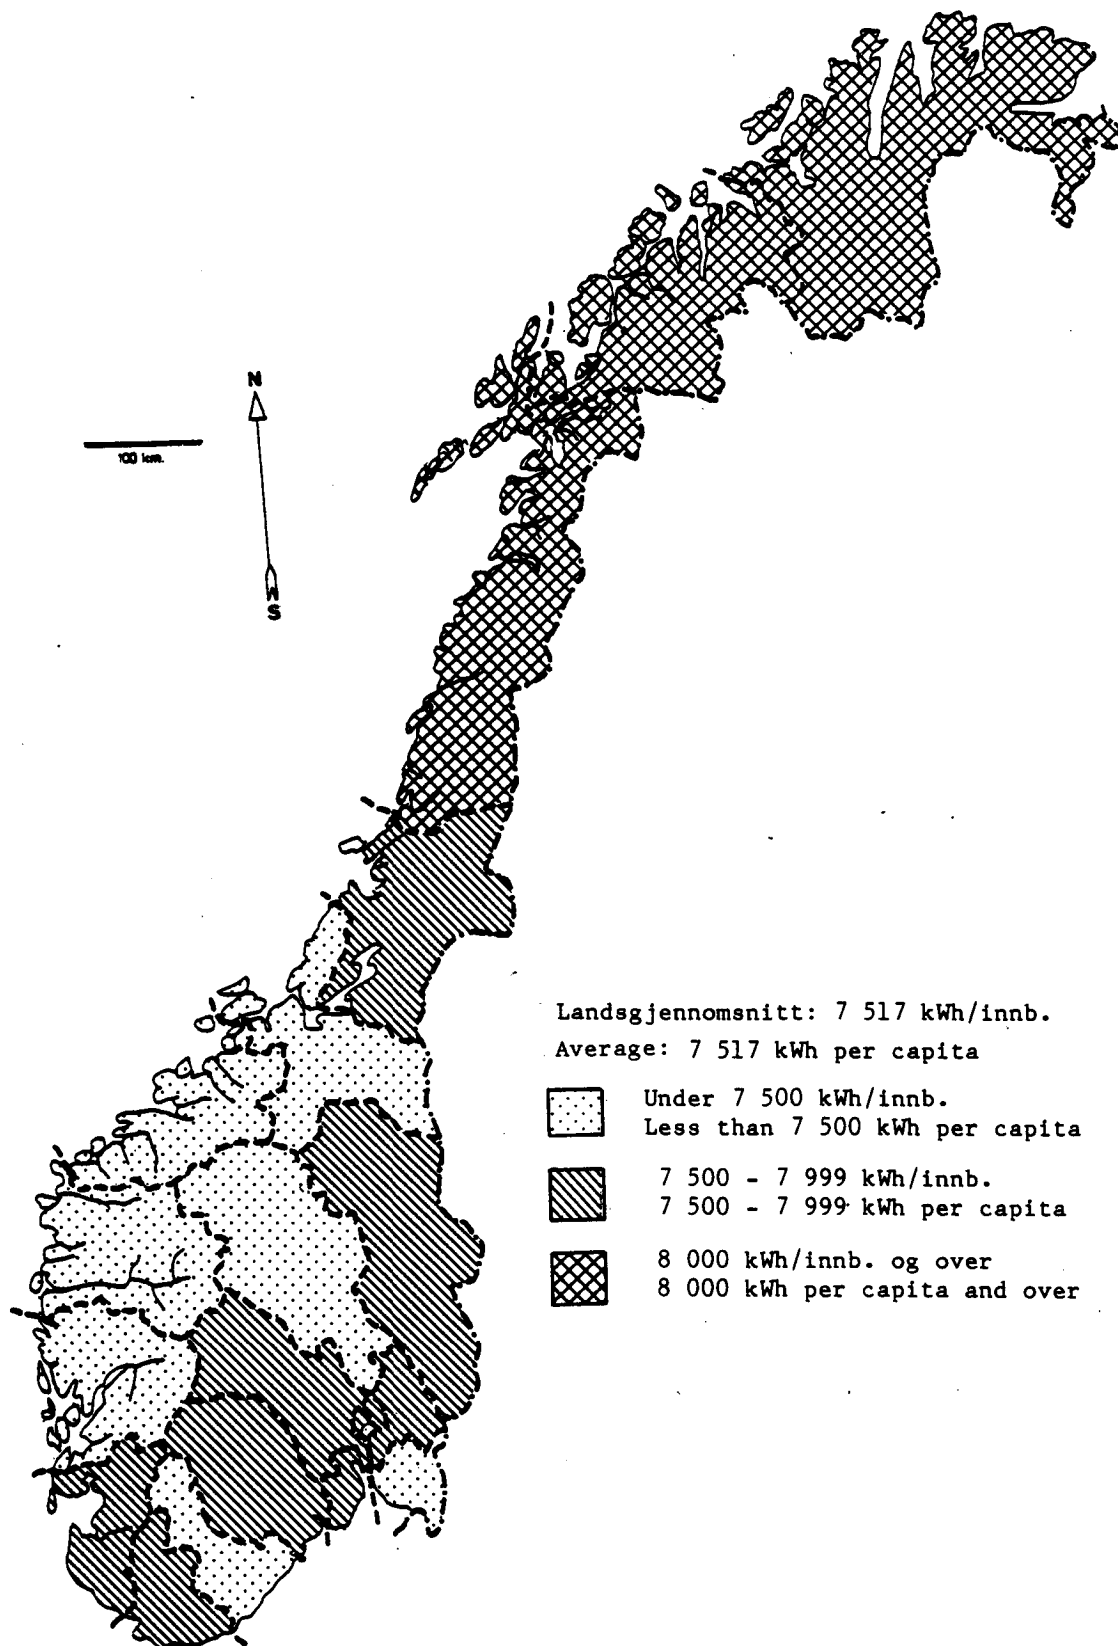 N
100 km.
S
Landsgjennomsnitt: 7 517 kWh/innb.
Average: 7 517 kWh per capita
Under 7 500 kWh/innb.
Less than 7 500 kWh per capita
7 500 - 7 999 kWh/innb.
7 500 - 7 999 kWh per capita
8 000 kWh/innb. og over
8 000 kWh per capita and over